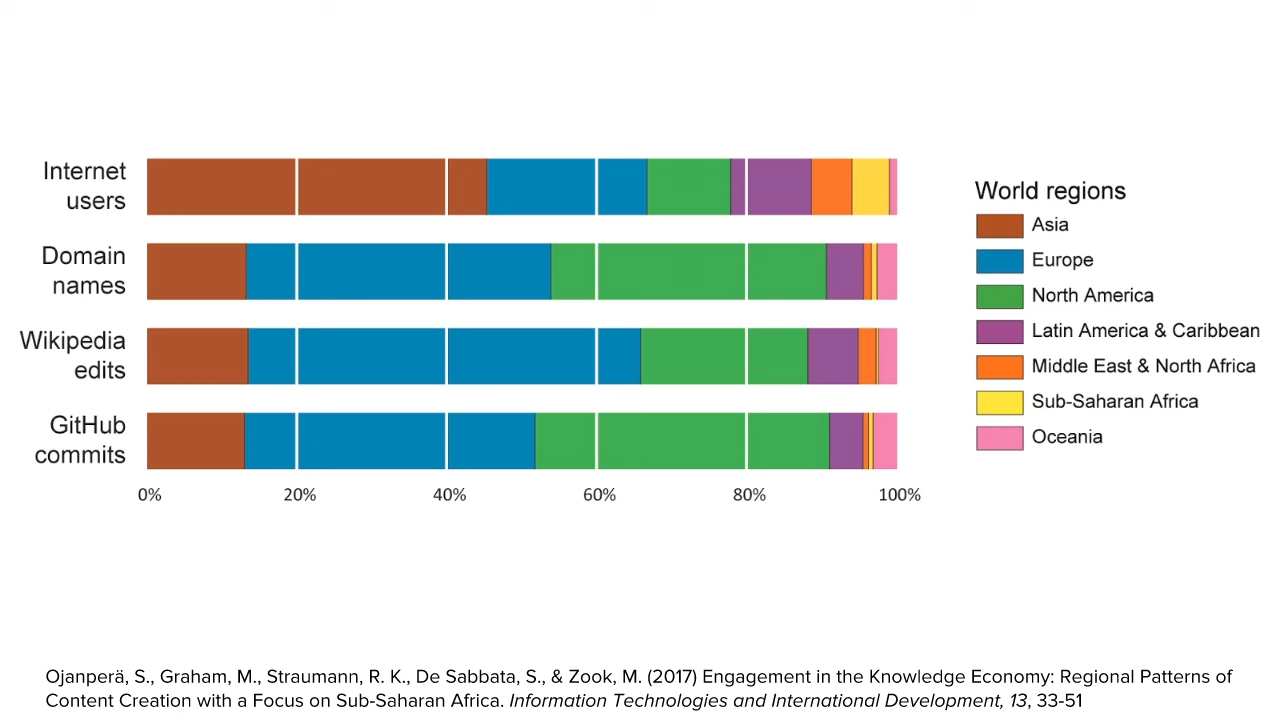 Internet
users
Domain
names
Wikipedia
edits
GitHub
commits
0% 20% 40% 60% 80% 100%
World regions
Asia
Europe
North America
Latin America & Caribbean
Middle East & North Africa
Sub-Saharan Africa
Oceania
Ojanperä, S., Graham, M., Straumann, R. K., De Sabbata, S., & Zook, M. (2017) Engagement in the Knowledge Economy: Regional Patterns of
Content Creation with a Focus on Sub-Saharan Africa. Information Technologies and International Development, 13, 33-51